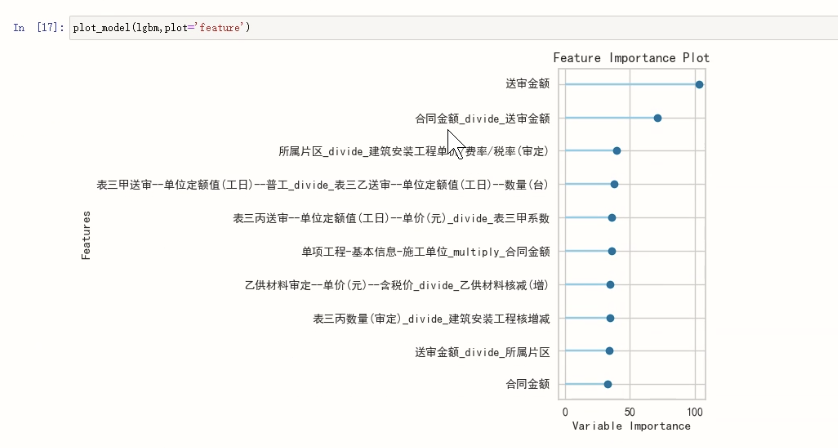 In [17]: plot_model(lgbm,plot='feature')
Feature Importance Plot
送审金额
合同金额_divide_送审金额
所属片区_divide_建筑安装工程单价费率/税率(审定)
表三甲送审--单位定额值(工日)--普工_divide_表三乙送审--单位定额值(工日)--数量(台)
表三丙送审--单位定额值(工日)--单价(元)_divide_表三甲系数
单项工程-基本信息-施工单位_multiply_合同金额
乙供材料审定--单价(元)--含税价_divide_乙供材料核减(增)
表三丙数量(审定)_divide_建筑安装工程核增减
送审金额_divide_所属片区
合同金额
Features
0 50 100
Variable Importance